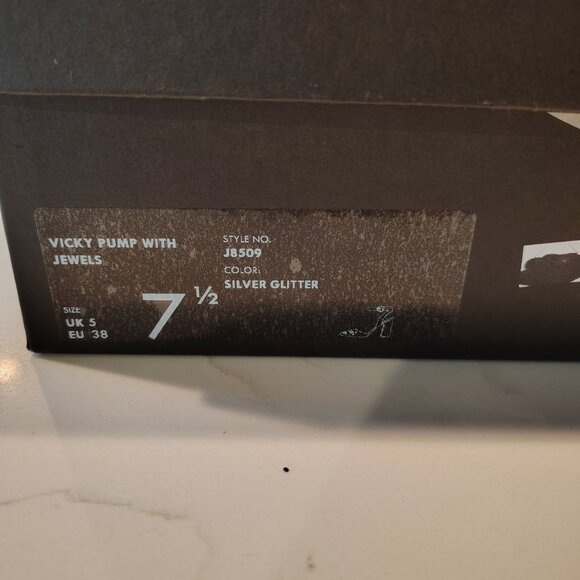 VICKY PUMP WITH
JEWELS
STYLE NO.
J8509
COLOR:
SILVER GLITTER
SIZE
UK 5
EU 38
7 1/2